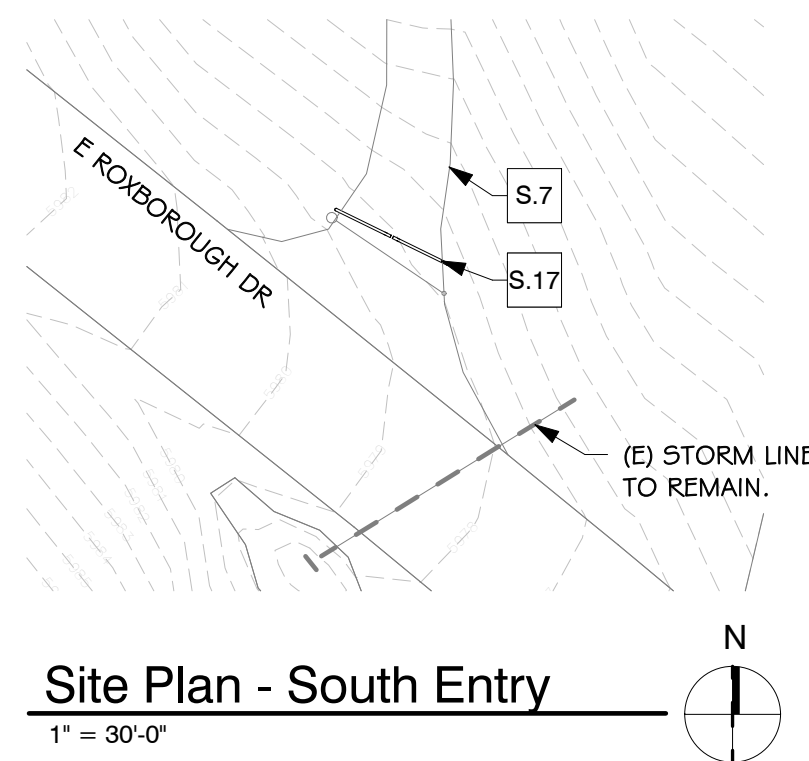 E ROXBOROUGH DR
S.7
S.17
(E) STORM LINE
TO REMAIN.
N
Site Plan - South Entry
1" = 30'-0"